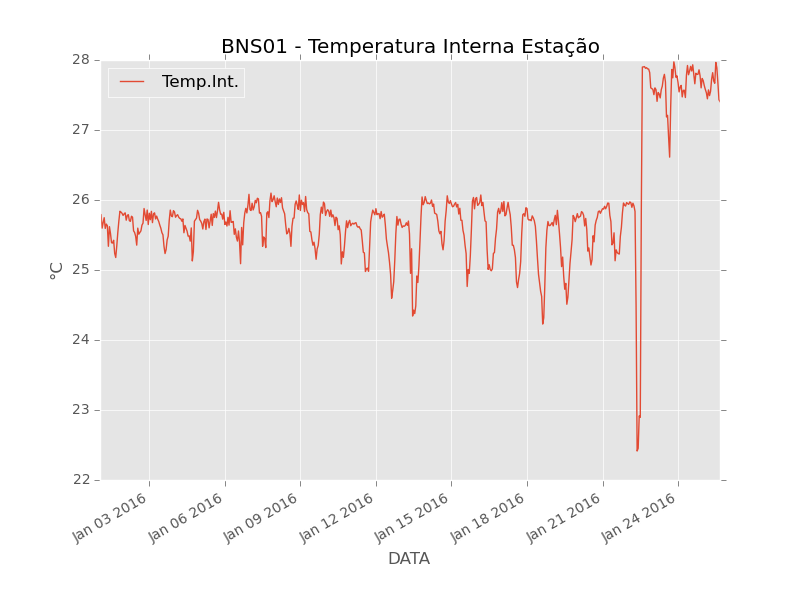 BNS01 - Temperatura Interna Estação
Temp.Int.
28
27
26
25
24
23
22
°C
Jan 03 2016
Jan 06 2016
Jan 09 2016
Jan 12 2016
Jan 15 2016
Jan 18 2016
Jan 21 2016
Jan 24 2016
DATA